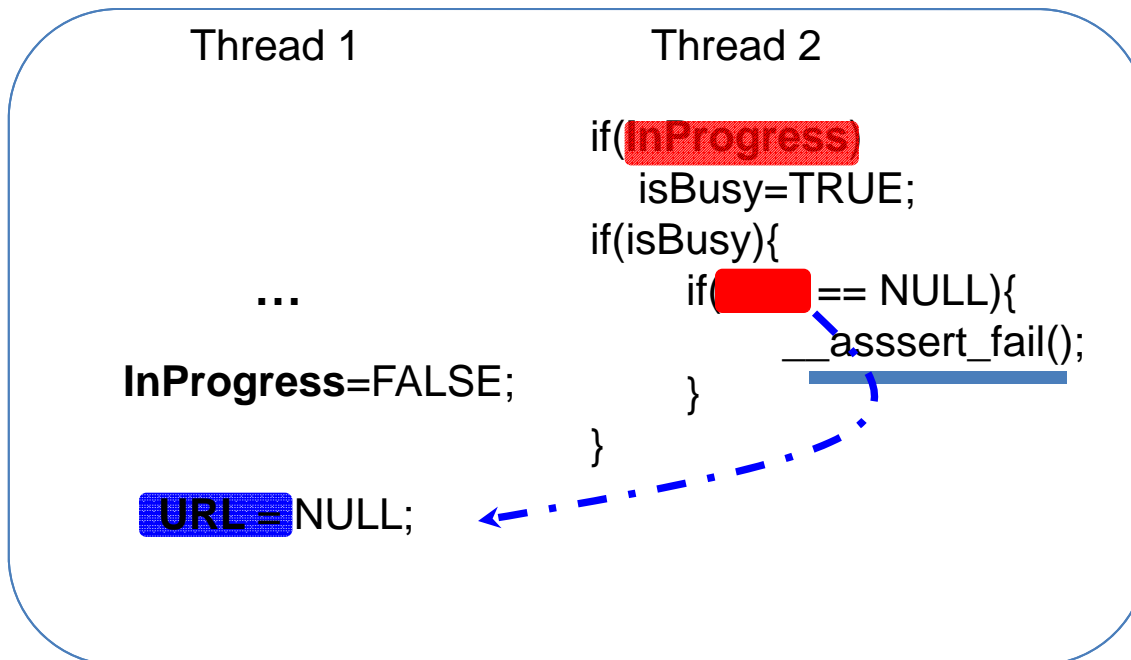 Thread 1
Thread 2
if(InProgress)
isBusy=TRUE;
if(isBusy){
if( == NULL){
__asssert_fail();
}
}
...
InProgress=FALSE;
URL = NULL;